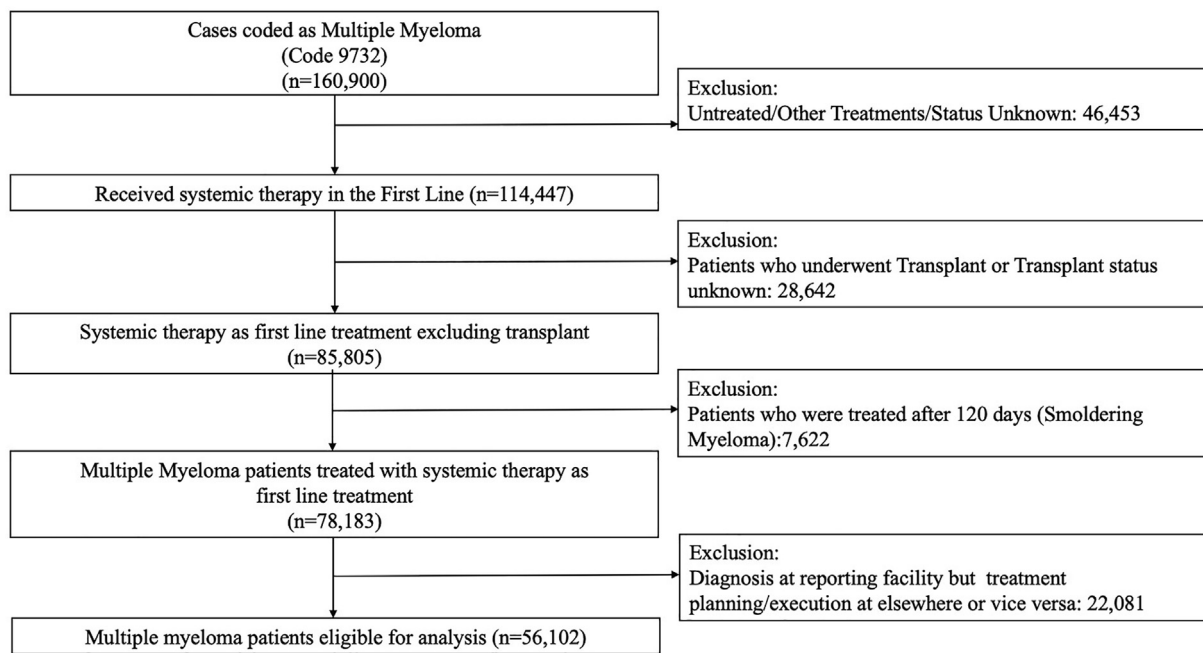 Cases coded as Multiple Myeloma
(Code 9732)
(n=160,900)
Exclusion:
Untreated/Other Treatments/Status Unknown: 46,453
Received systemic therapy in the First Line (n=114,447)
Exclusion:
Patients who underwent Transplant or Transplant status
unknown: 28,642
Systemic therapy as first line treatment excluding transplant
(n=85,805)
Exclusion:
Patients who were treated after 120 days (Smoldering
Myeloma):7,622
Multiple Myeloma patients treated with systemic therapy as
first line treatment
(n=78,183)
Exclusion:
Diagnosis at reporting facility but treatment
planning/execution at elsewhere or vice versa: 22,081
Multiple myeloma patients eligible for analysis (n=56,102)